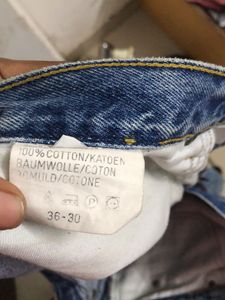 100% COTTON/KATOEN
BAUMWOLLE/COTON
BOMULD/COTONE
36-30